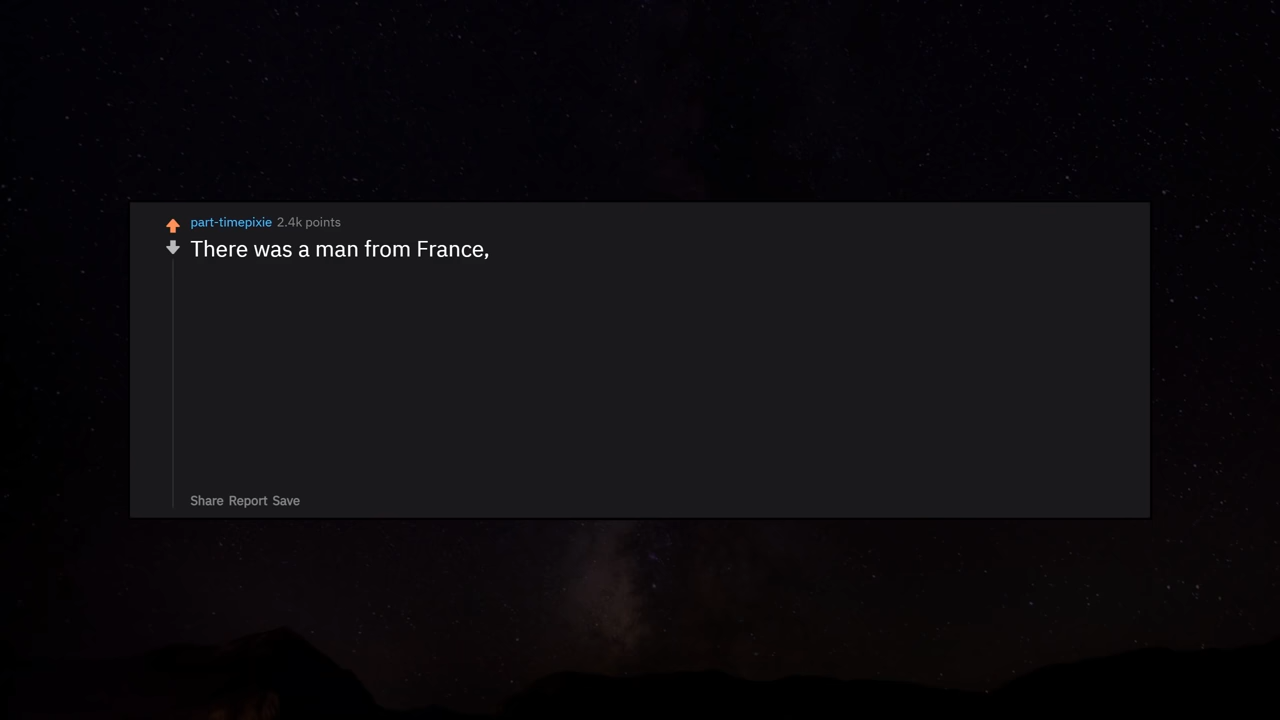 part-timepixie 2.4k points
There was a man from France,
Share Report Save